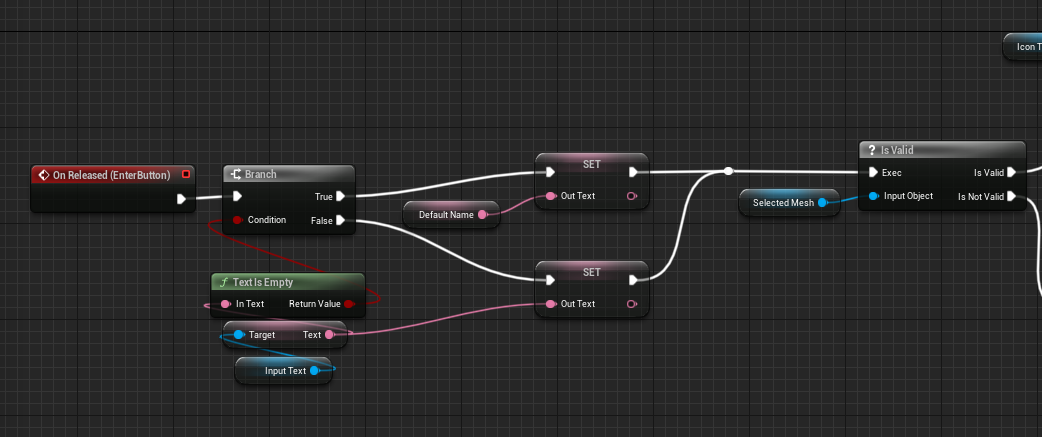 Icon T
On Released (EnterButton)
Branch
True
Condition
False
Default Name
SET
Out Text
SET
Out Text
Is Valid
Exec
Is Valid
Selected Mesh
Input Object
Is Not Valid
Text Is Empty
In Text
Return Value
Target
Text
Input Text